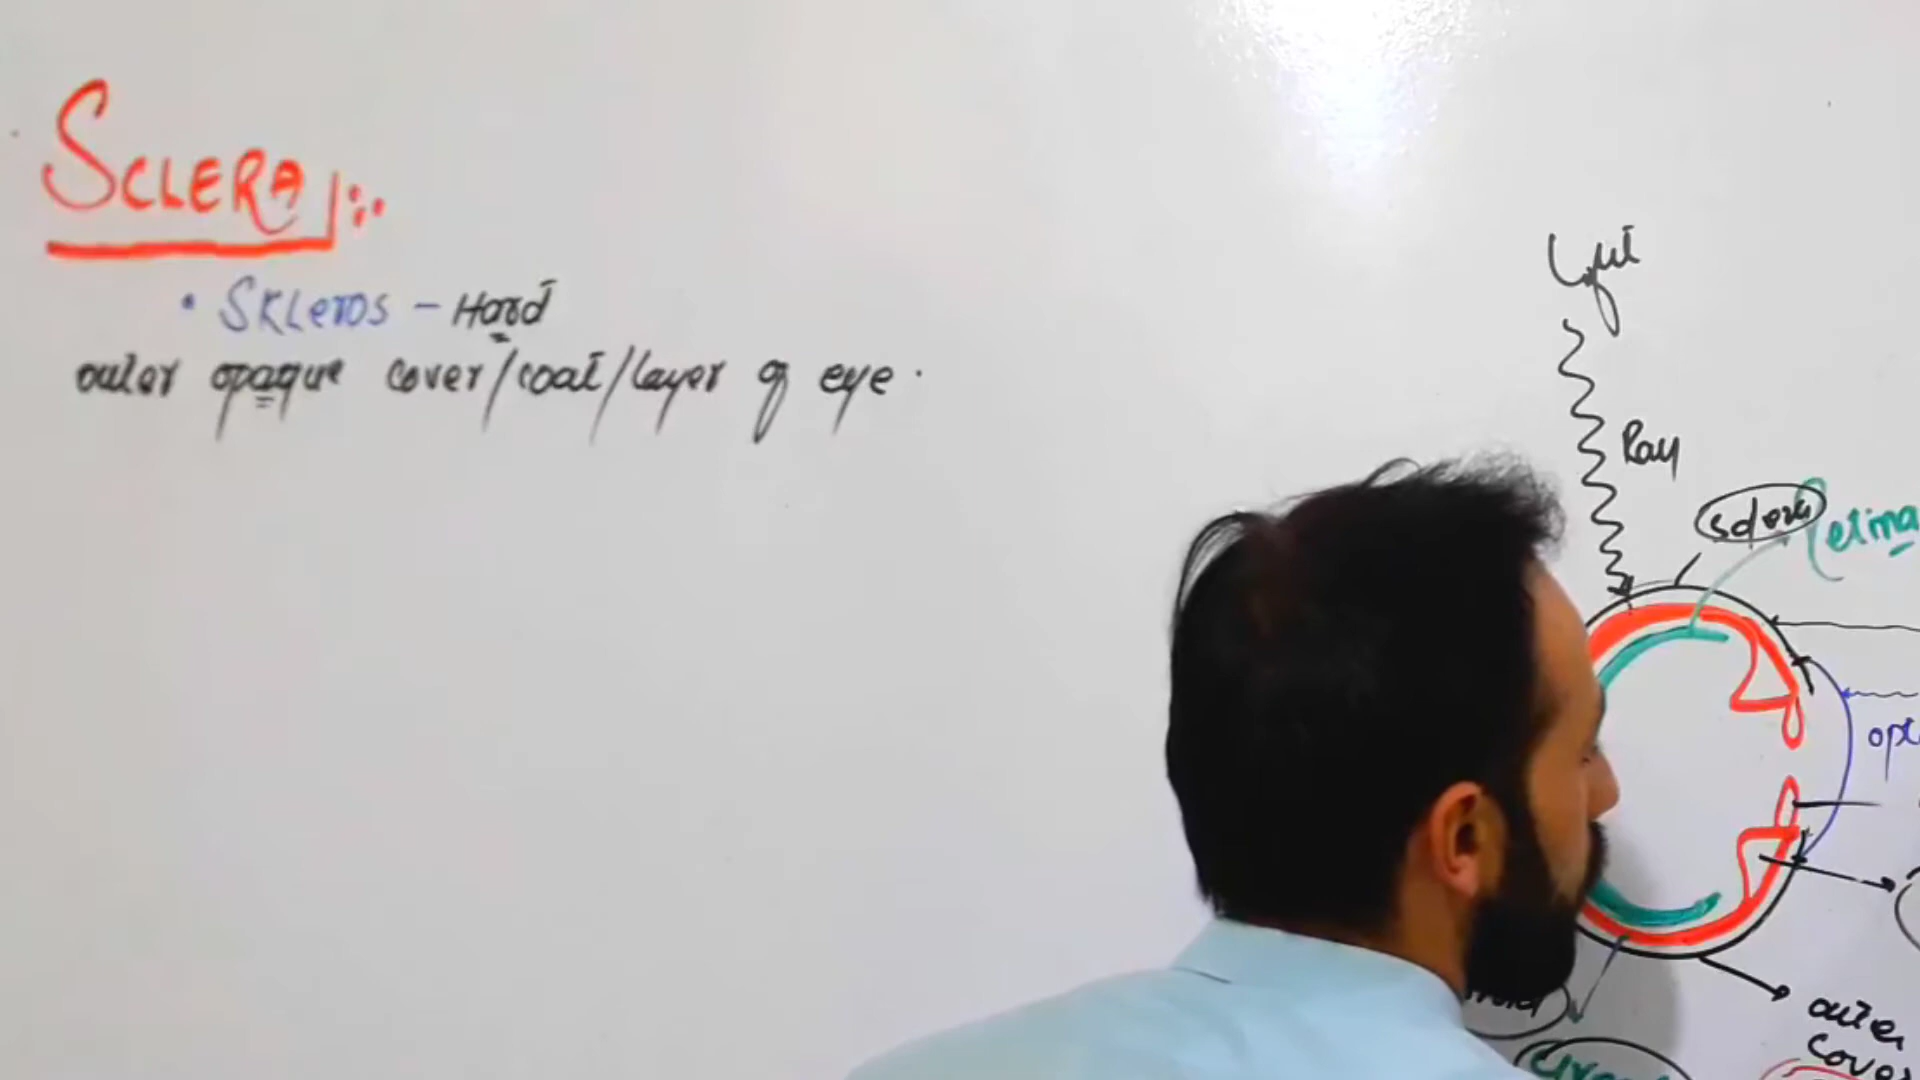 SCLERA :-
• SKLeros - Hard
outer opaque cover/coat/layer of eye.
Light
Ray
sclera
Retina
outer
cover